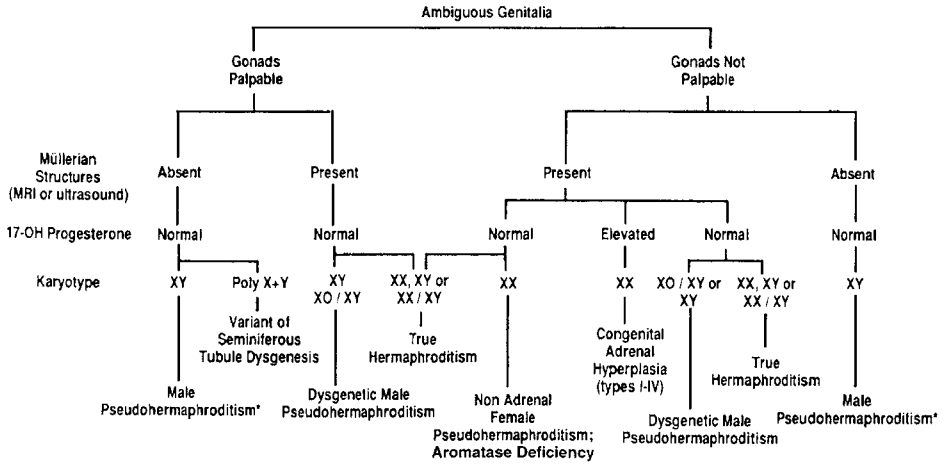 Ambiguous Genitalia
Gonads
Palpable
Gonads Not
Palpable
Müllerian
Structures
(MRI or ultrasound)
Absent
Present
Present
Absent
17-OH Progesterone
Normal
Normal
Normal
Elevated
Normal
Normal
Karyotype
XY
Poly X+Y
XY
XO / XY
XX, XY or
XX / XY
XX
XX
XO / XY or
XY
XX, XY or
XX / XY
XY
Variant of
Seminiferous
Tubule Dysgenesis
True
Hermaphroditism
Congenital
Adrenal
Hyperplasia
(types I-IV)
True
Hermaphroditism
Male
Pseudohermaphroditism*
Dysgenetic Male
Pseudohermaphroditism
Non Adrenal
Female
Pseudohermaphroditism;
Aromatase Deficiency
Dysgenetic Male
Pseudohermaphroditism
Male
Pseudohermaphroditism*